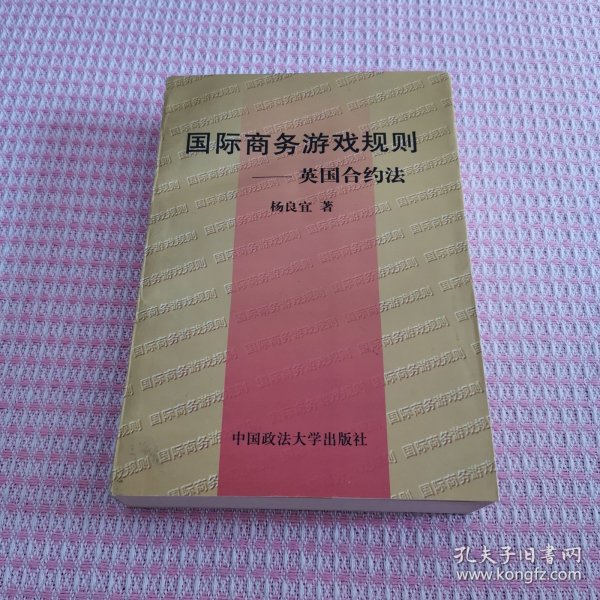 国际商务游戏规则
——英国合约法
杨良宜 著
中国政法大学出版社
孔夫子旧书网
www.kongfz.com